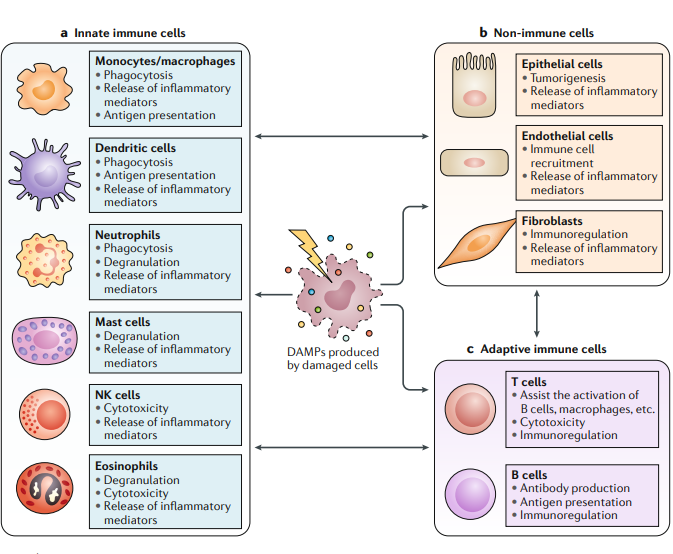 a Innate immune cells
Monocytes/macrophages
• Phagocytosis
• Release of inflammatory
mediators
• Antigen presentation
Dendritic cells
• Phagocytosis
• Antigen presentation
• Release of inflammatory
mediators
Neutrophils
• Phagocytosis
• Degranulation
• Release of inflammatory
mediators
Mast cells
• Degranulation
• Release of inflammatory
mediators
NK cells
• Cytotoxicity
• Release of inflammatory
mediators
Eosinophils
• Degranulation
• Cytotoxicity
• Release of inflammatory
mediators
DAMPs produced
by damaged cells
b Non-immune cells
Epithelial cells
• Tumorigenesis
• Release of inflammatory
mediators
Endothelial cells
• Immune cell
recruitment
• Release of inflammatory
mediators
Fibroblasts
• Immunoregulation
• Release of inflammatory
mediators
c Adaptive immune cells
T cells
• Assist the activation of
B cells, macrophages, etc.
• Cytotoxicity
• Immunoregulation
B cells
• Antibody production
• Antigen presentation
• Immunoregulation